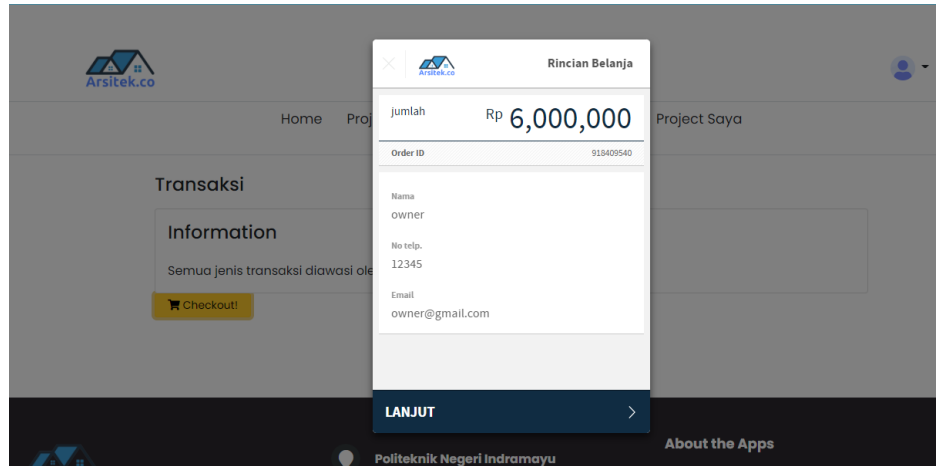 Arsitek.co
Home Proj Project Saya
Transaksi
Information
Semua jenis transaksi diawasi ole
Checkout!
Arsitek.co
Rincian Belanja
jumlah Rp 6,000,000
Order ID 918409540
Nama
owner
No telp.
12345
Email
owner@gmail.com
LANJUT
Politeknik Negeri Indramayu
About the Apps